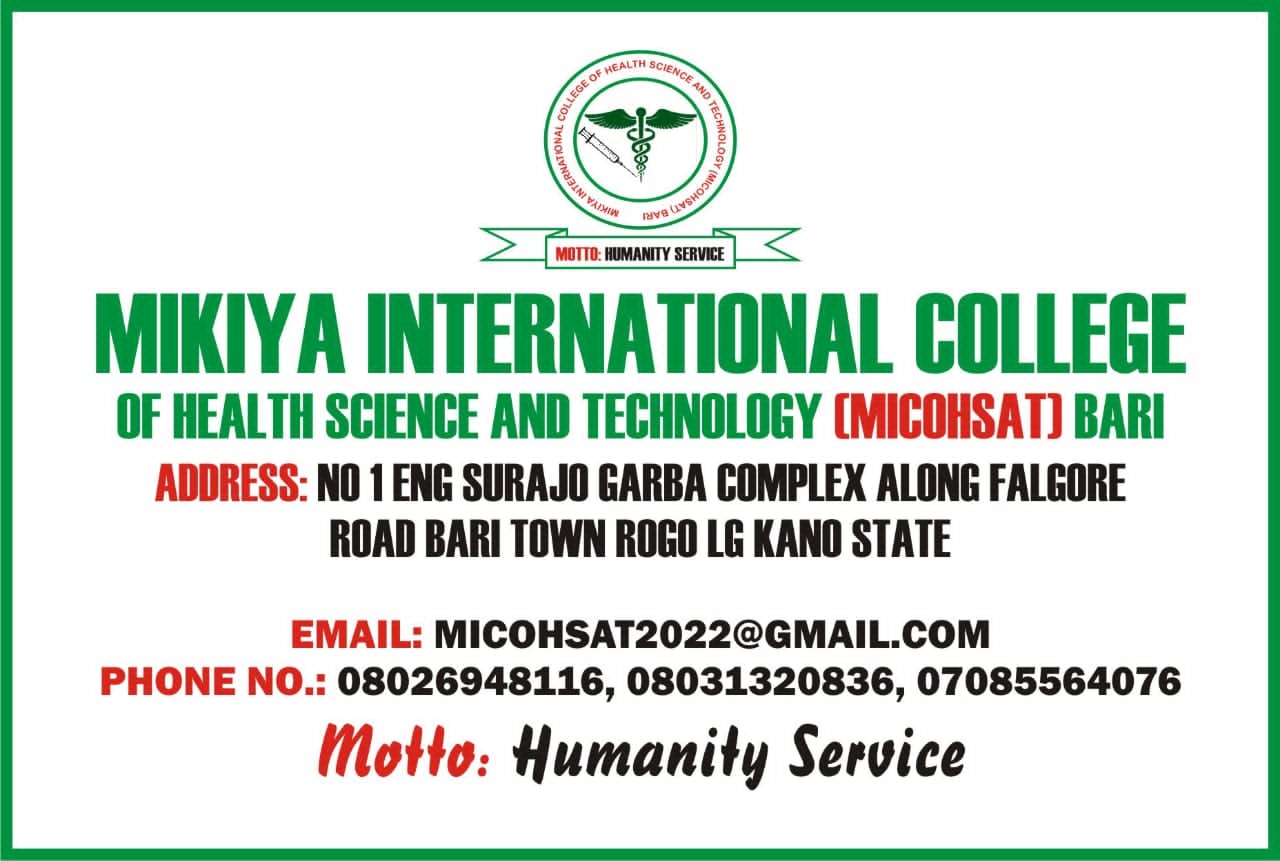 MIKIYA INTERNATIONAL COLLEGE OF HEALTH SCIENCE AND TECHNOLOGY (MICOHSAT) BARI
MOTTO: HUMANITY SERVICE
MIKIYA INTERNATIONAL COLLEGE
OF HEALTH SCIENCE AND TECHNOLOGY (MICOHSAT) BARI
ADDRESS: NO 1 ENG SURAJO GARBA COMPLEX ALONG FALGORE
ROAD BARI TOWN ROGO LG KANO STATE
EMAIL: MICOHSAT2022@GMAIL.COM
PHONE NO.: 08026948116, 08031320836, 07085564076
Motto: Humanity Service